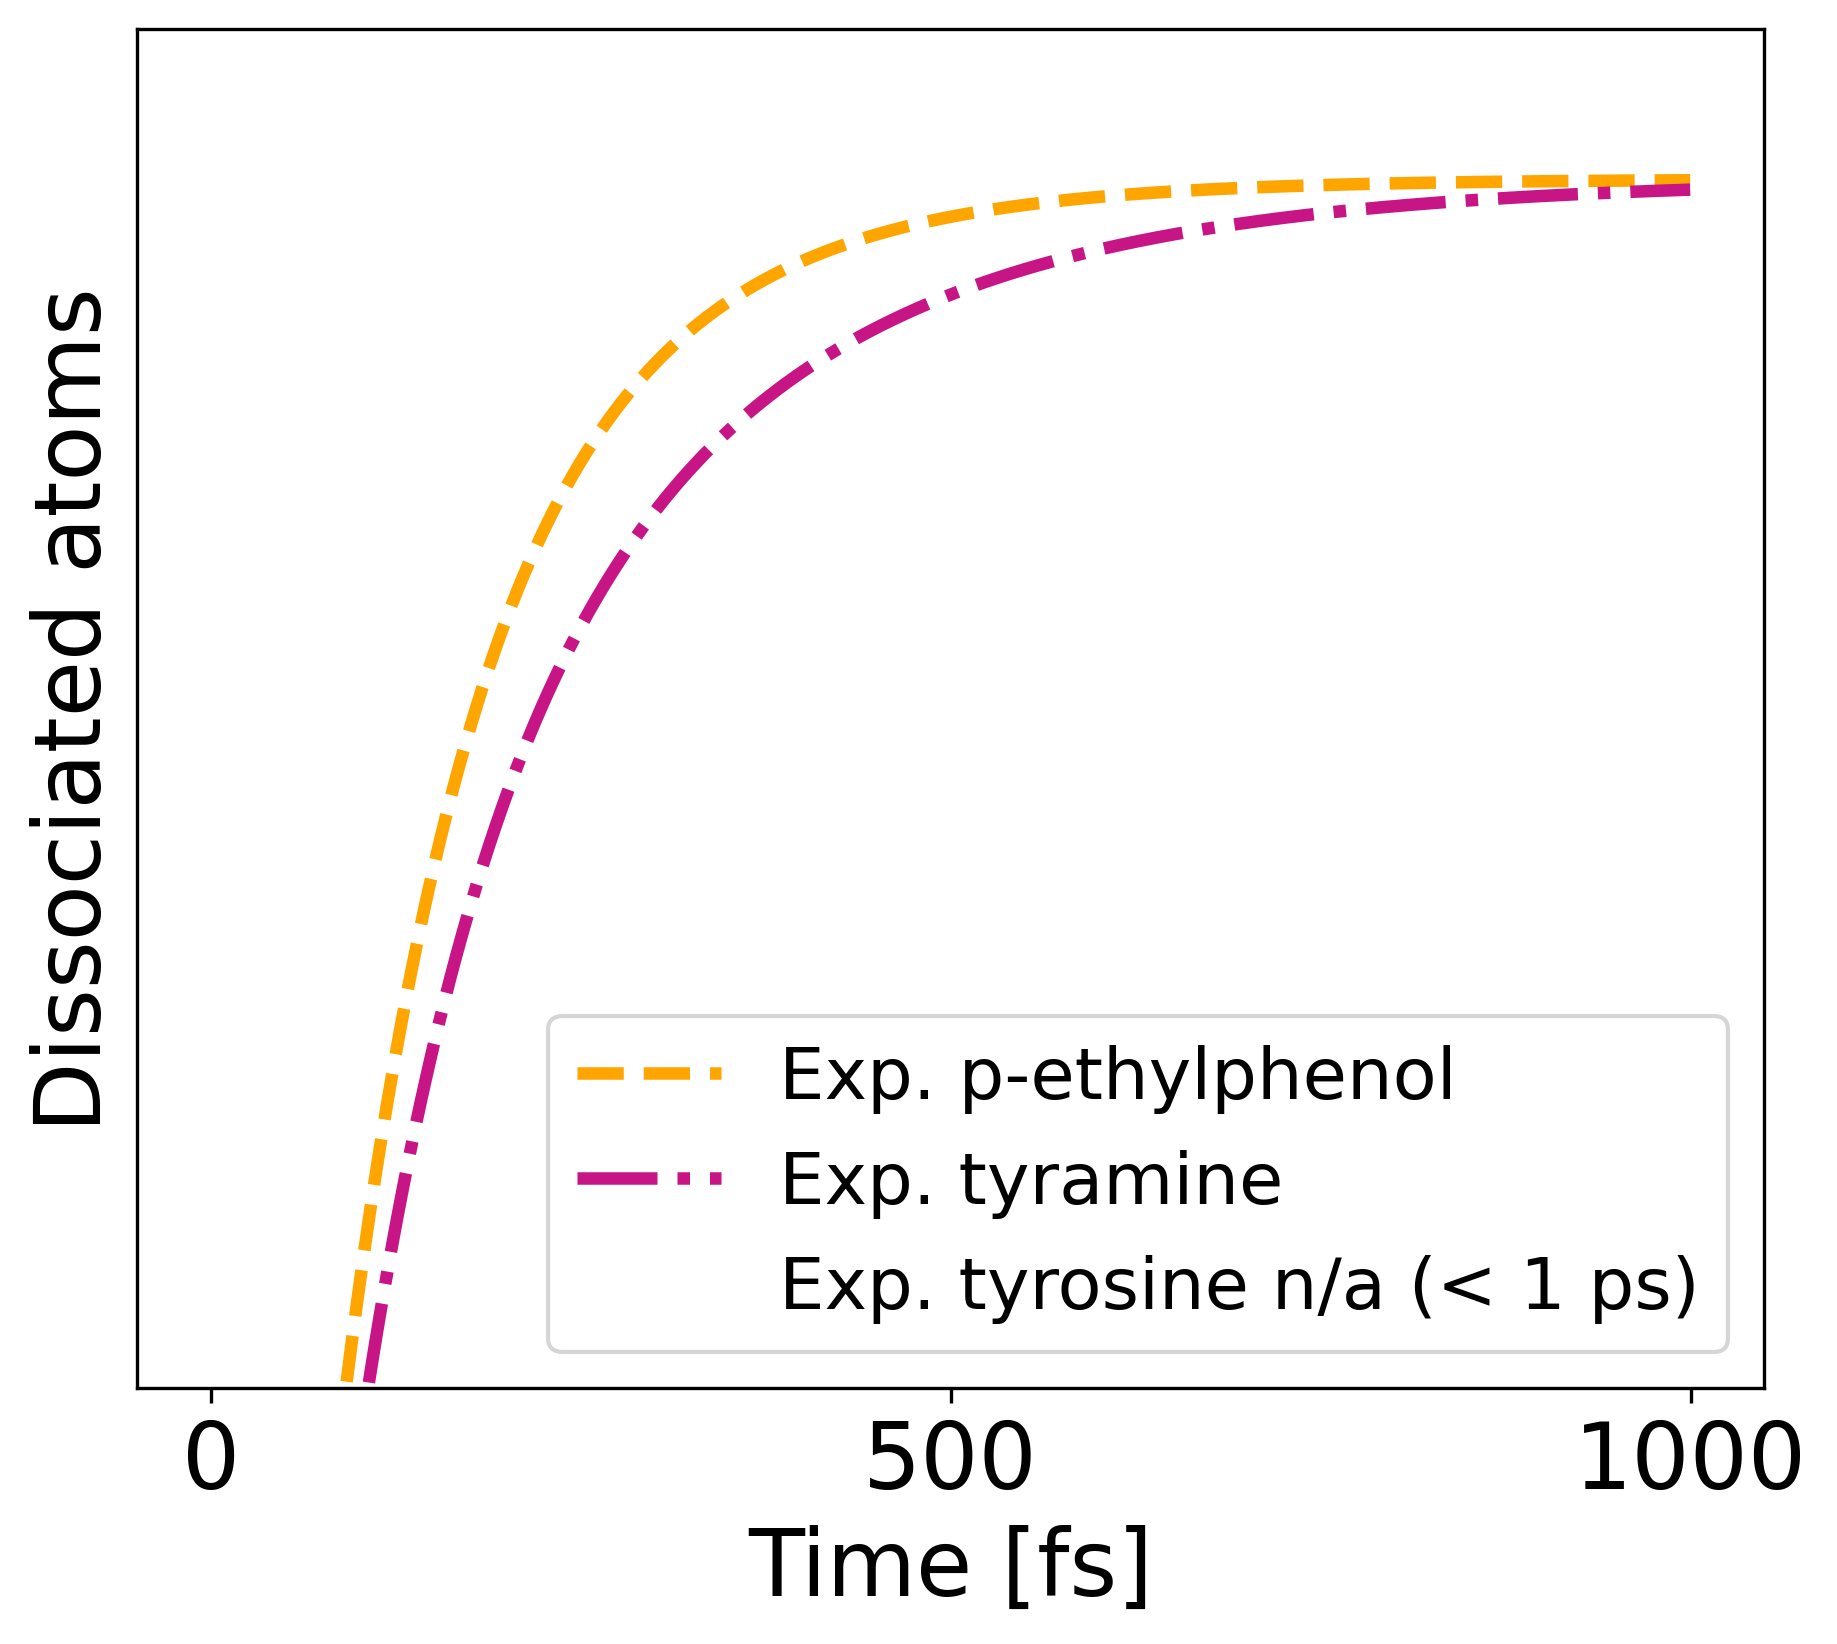 Dissociated atoms
Exp. p-ethylphenol
Exp. tyramine
Exp. tyrosine n/a (< 1 ps)
0 500 1000
Time [fs]